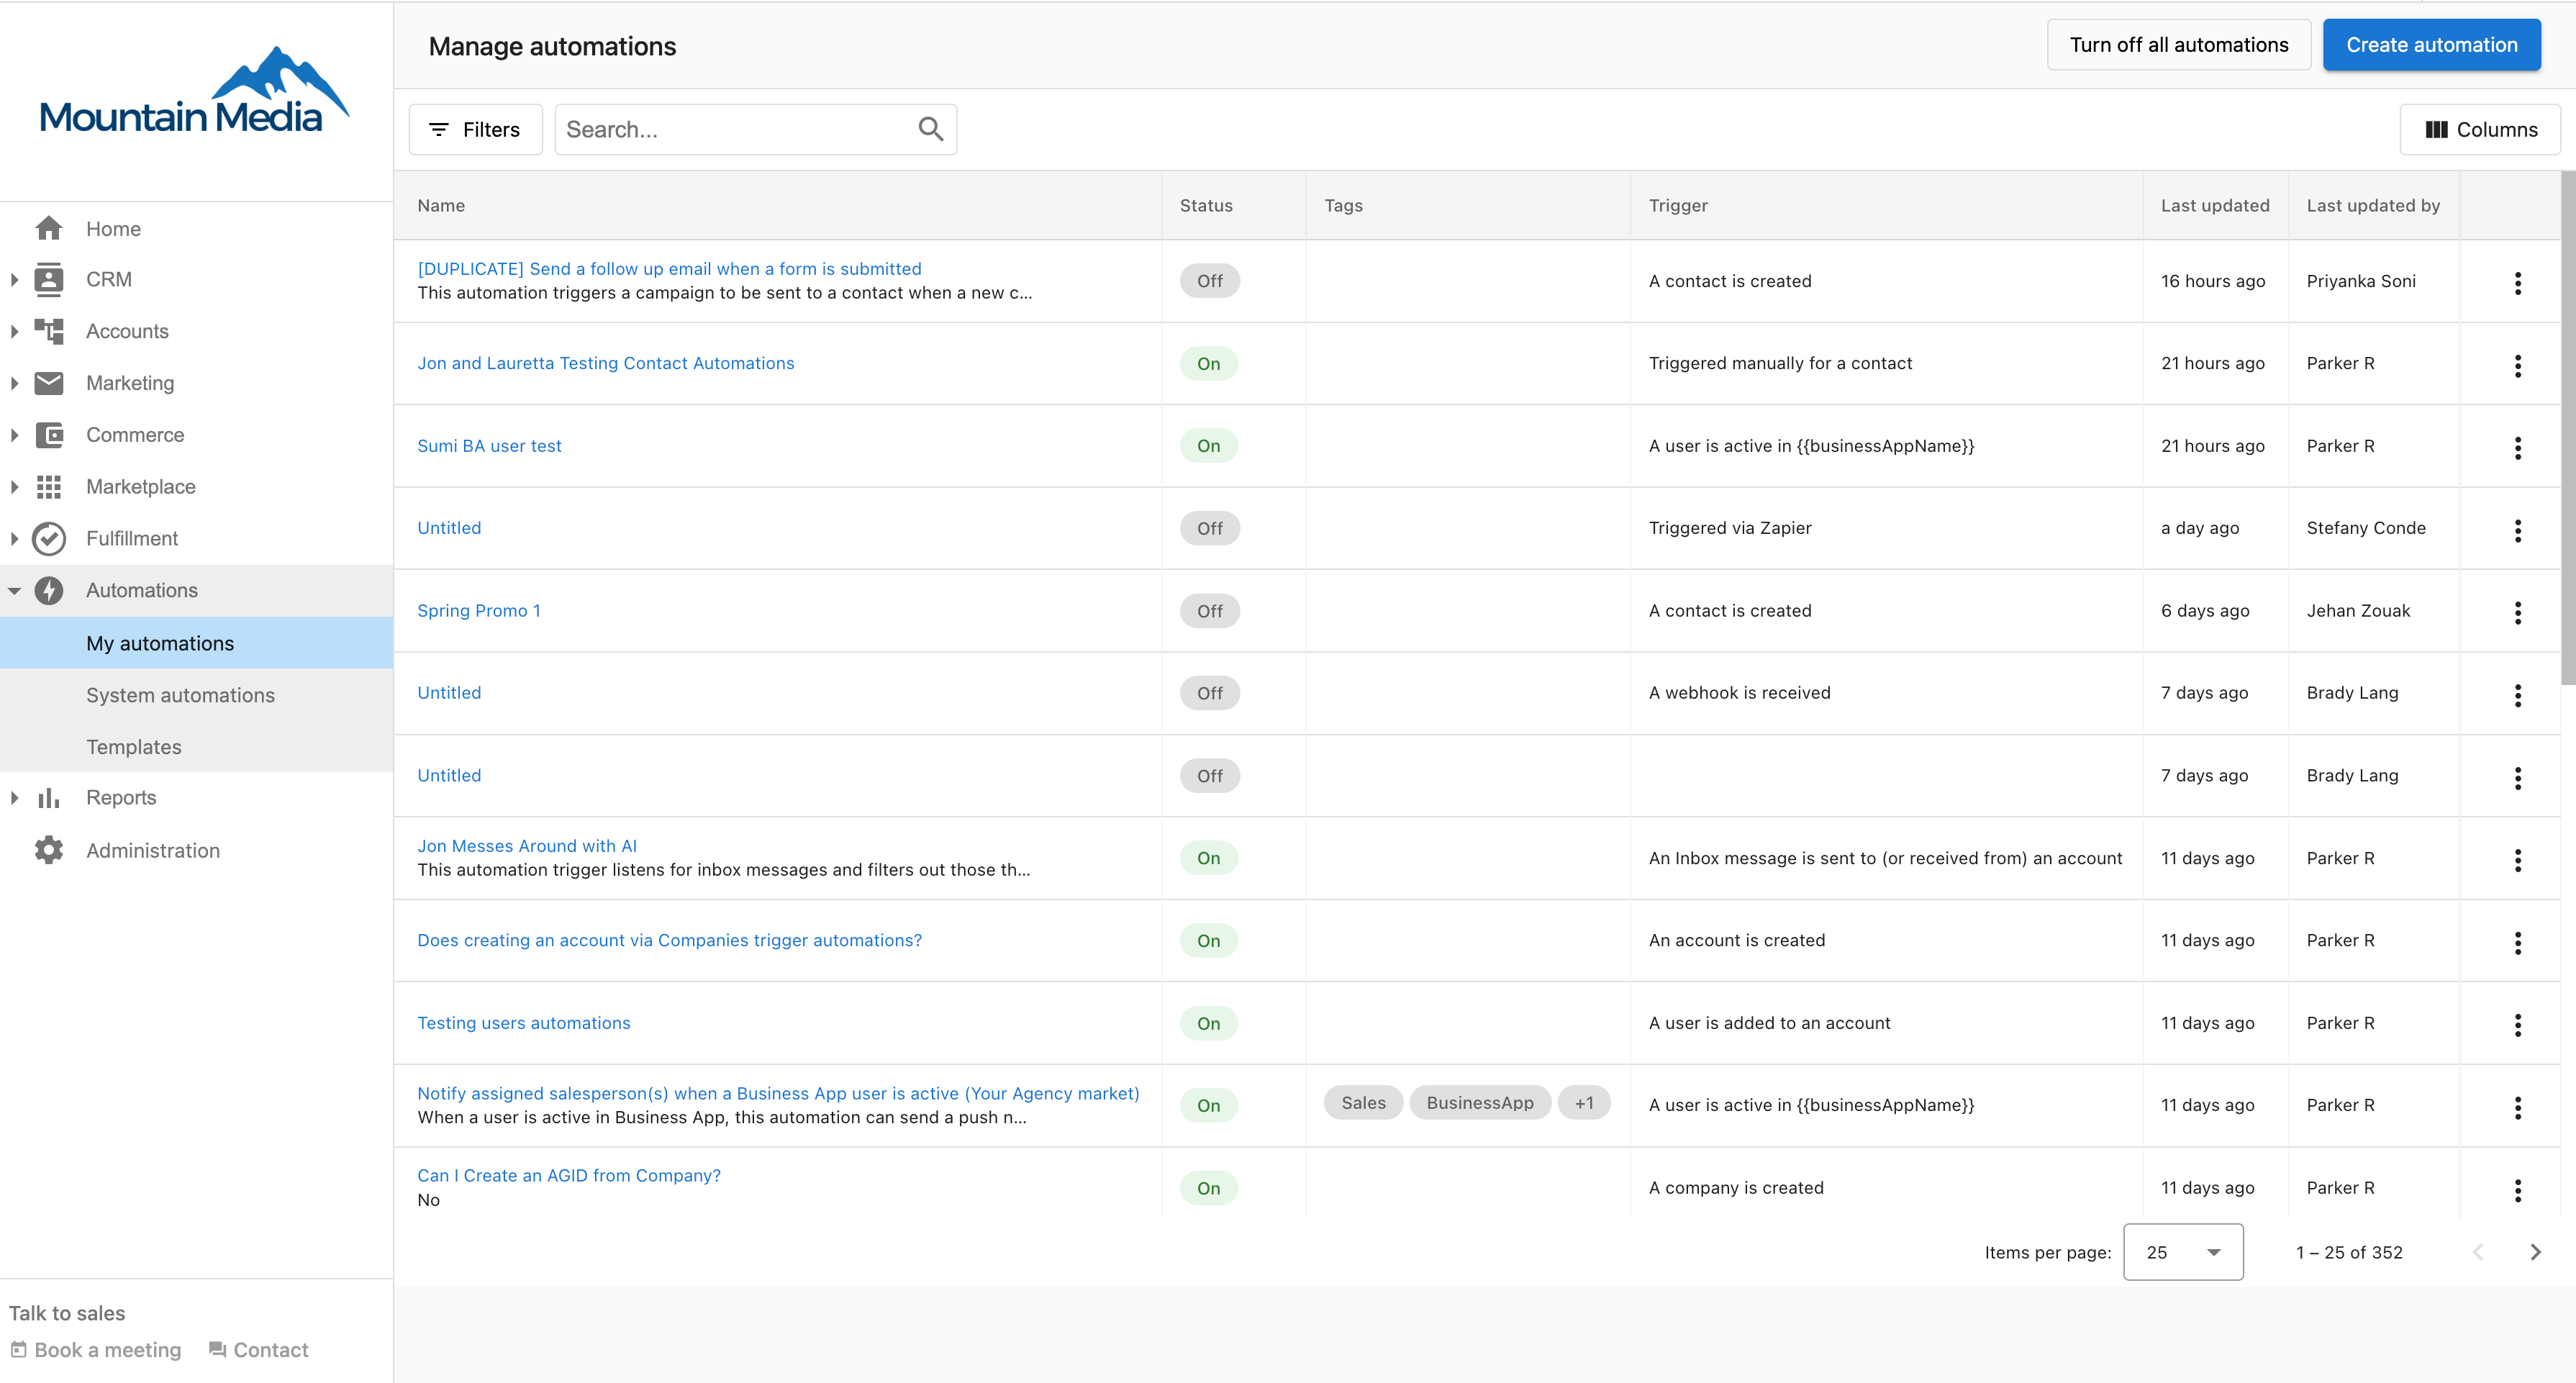 Mountain Media
Home
CRM
Accounts
Marketing
Commerce
Marketplace
Fulfillment
Automations
My automations
System automations
Templates
Reports
Administration
Talk to sales
Book a meeting Contact
Manage automations
Turn off all automations Create automation
Filters Search... Columns
Name Status Tags Trigger Last updated Last updated by
[DUPLICATE] Send a follow up email when a form is submitted
This automation triggers a campaign to be sent to a contact when a new c...
Off A contact is created 16 hours ago Priyanka Soni
Jon and Lauretta Testing Contact Automations On Triggered manually for a contact 21 hours ago Parker R
Sumi BA user test On A user is active in {{businessAppName}} 21 hours ago Parker R
Untitled Off Triggered via Zapier a day ago Stefany Conde
Spring Promo 1 Off A contact is created 6 days ago Jehan Zouak
Untitled Off A webhook is received 7 days ago Brady Lang
Untitled Off 7 days ago Brady Lang
Jon Messes Around with AI
This automation trigger listens for inbox messages and filters out those th...
On An Inbox message is sent to (or received from) an account 11 days ago Parker R
Does creating an account via Companies trigger automations? On An account is created 11 days ago Parker R
Testing users automations On A user is added to an account 11 days ago Parker R
Notify assigned salesperson(s) when a Business App user is active (Your Agency market)
When a user is active in Business App, this automation can send a push n...
On Sales BusinessApp +1 A user is active in {{businessAppName}} 11 days ago Parker R
Can I Create an AGID from Company?
No
On A company is created 11 days ago Parker R
Items per page: 25 1 – 25 of 352